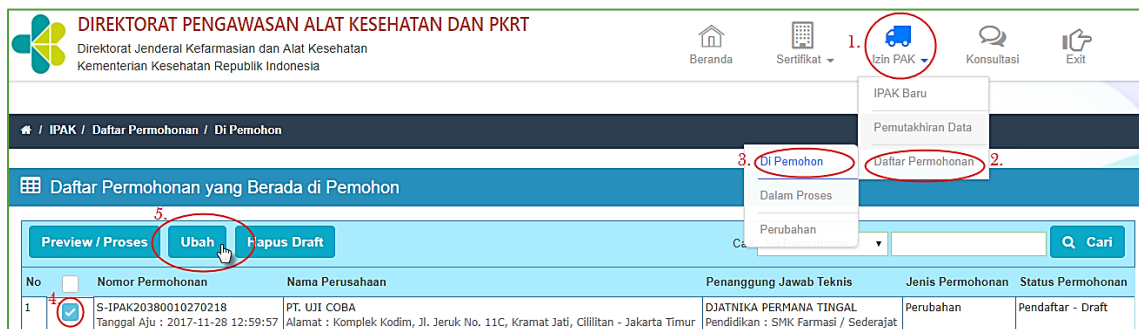 DIREKTORAT PENGAWASAN ALAT KESEHATAN DAN PKRT
Direktorat Jenderal Kefarmasian dan Alat Kesehatan
Kementerian Kesehatan Republik Indonesia
Beranda
Sertifikat
1.
Izin PAK
Konsultasi
Exit
IPAK Baru
Pemutakhiran Data
Daftar Permohonan
2.
/ IPAK / Daftar Permohonan / Di Pemohon
3.
Di Pemohon
Dalam Proses
Perubahan
Daftar Permohonan yang Berada di Pemohon
5.
Preview / Proses
Ubah
Hapus Draft
Cari
No Nomor Permohonan Nama Perusahaan Penanggung Jawab Teknis Jenis Permohonan Status Permohonan
4.
1 S-IPAK20380010270218 PT. UJI COBA DJATNIKA PERMANA TINGAL Perubahan Pendaftar - Draft
Tanggal Aju : 2017-11-28 12:59:57 Alamat : Komplek Kodim, Jl. Jeruk No. 11C, Kramat Jati, Cililitan - Jakarta Timur Pendidikan : SMK Farmasi / Sederajat